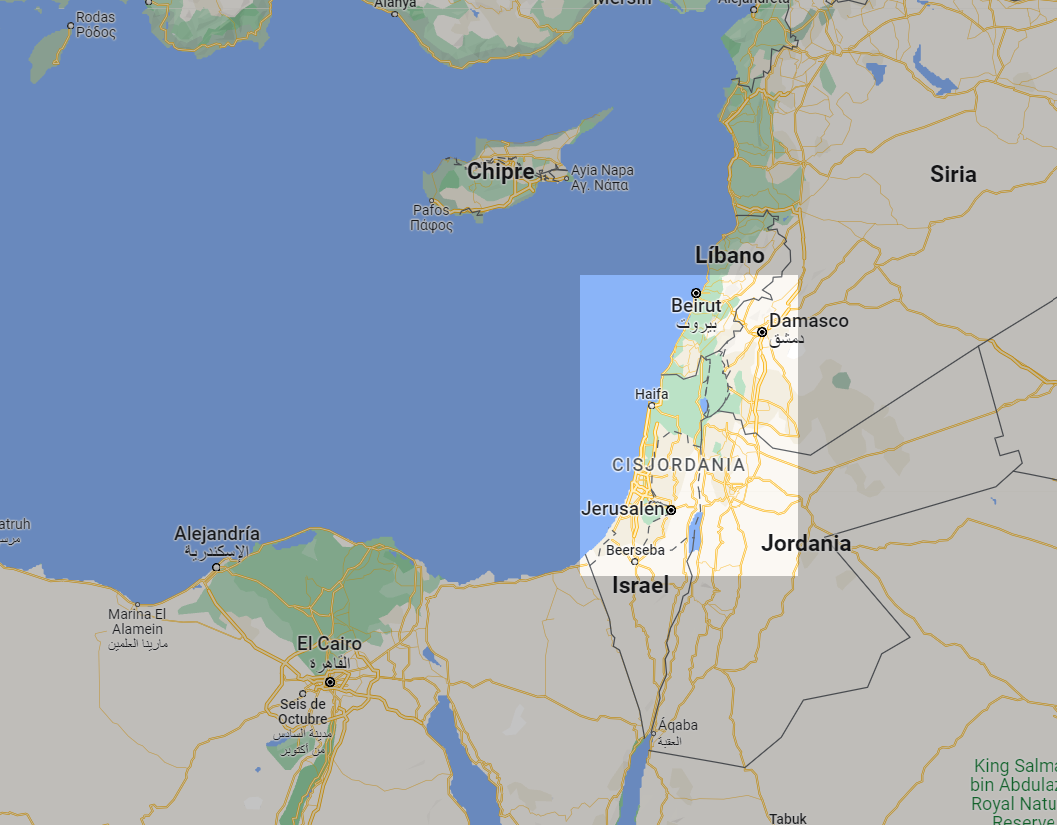 Rodas
Ρόδος
Alanya
Mersin
Alejandreta
Chipre
Ayia Napa
Αγ. Νάπα
Pafos
Πάφος
Siria
Líbano
Beirut
بيروت
Damasco
دمشق
Haifa
CISJORDANIA
Jerusalén
Beerseba
Jordania
Israel
atruh
مرس
Alejandría
الإسكندرية
Marina El
Alamein
مارينا العلمين
El Cairo
القاهرة
Seis de
Octubre
مدينة السادس
من أكتوبر
Áqaba
العقبة
King Salma
bin Abdulaz
Royal Natu
Reserve
Tabuk